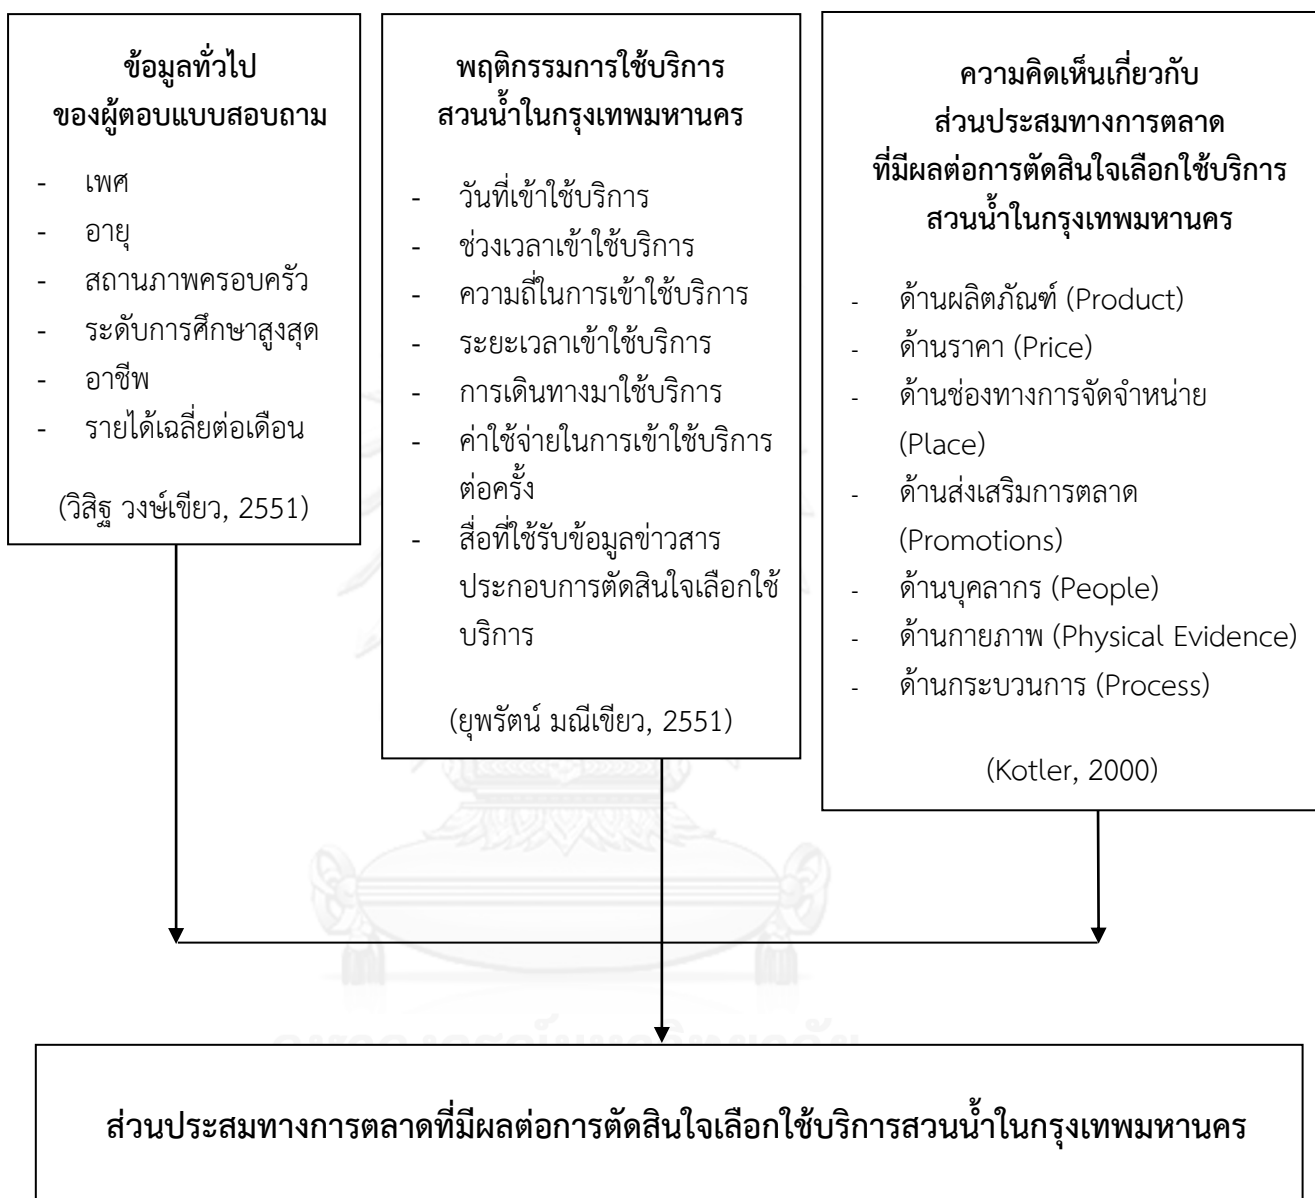 ข้อมูลทั่วไป
ของผู้ตอบแบบสอบถาม
- เพศ
- อายุ
- สถานภาพครอบครัว
- ระดับการศึกษาสูงสุด
- อาชีพ
- รายได้เฉลี่ยต่อเดือน
(วิสิฐ วงษ์เขียว, 2551)
พฤติกรรมการใช้บริการ
สวนน้ำในกรุงเทพมหานคร
- วันที่เข้าใช้บริการ
- ช่วงเวลาเข้าใช้บริการ
- ความถี่ในการเข้าใช้บริการ
- ระยะเวลาเข้าใช้บริการ
- การเดินทางมาใช้บริการ
- ค่าใช้จ่ายในการเข้าใช้บริการ
ต่อครั้ง
- สื่อที่ใช้รับข้อมูลข่าวสาร
ประกอบการตัดสินใจเลือกใช้
บริการ
(ยุพรัตน์ มณีเขียว, 2551)
ความคิดเห็นเกี่ยวกับ
ส่วนประสมทางการตลาด
ที่มีผลต่อการตัดสินใจเลือกใช้บริการ
สวนน้ำในกรุงเทพมหานคร
- ด้านผลิตภัณฑ์ (Product)
- ด้านราคา (Price)
- ด้านช่องทางการจัดจำหน่าย
(Place)
- ด้านส่งเสริมการตลาด
(Promotions)
- ด้านบุคลากร (People)
- ด้านกายภาพ (Physical Evidence)
- ด้านกระบวนการ (Process)
(Kotler, 2000)
ส่วนประสมทางการตลาดที่มีผลต่อการตัดสินใจเลือกใช้บริการสวนน้ำในกรุงเทพมหานคร